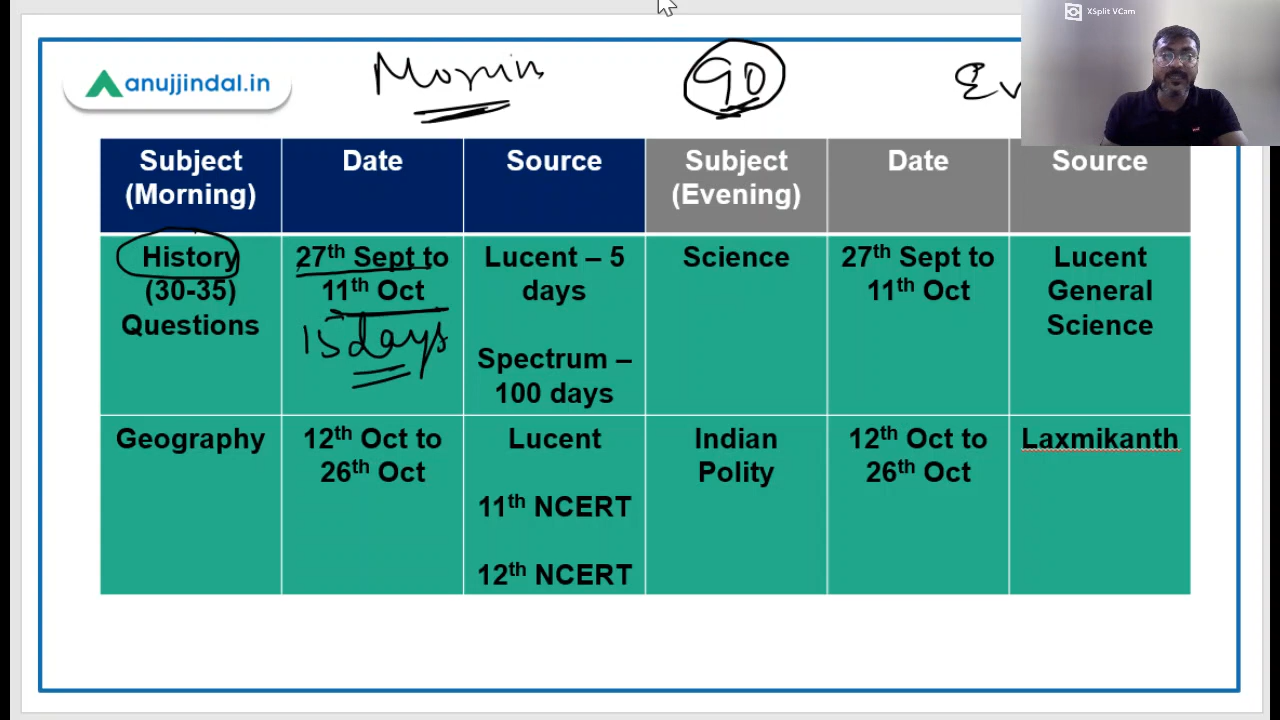 XSplit VCam
anujjindal.in
Mornin
90
Ev
Subject
(Morning)
Date
Source
Subject
(Evening)
Date
Source
History
(30-35)
Questions
27th Sept to
11th Oct
15 days
Lucent – 5
days
Spectrum –
100 days
Science
27th Sept to
11th Oct
Lucent
General
Science
Geography
12th Oct to
26th Oct
Lucent
11th NCERT
12th NCERT
Indian
Polity
12th Oct to
26th Oct
Laxmikanth